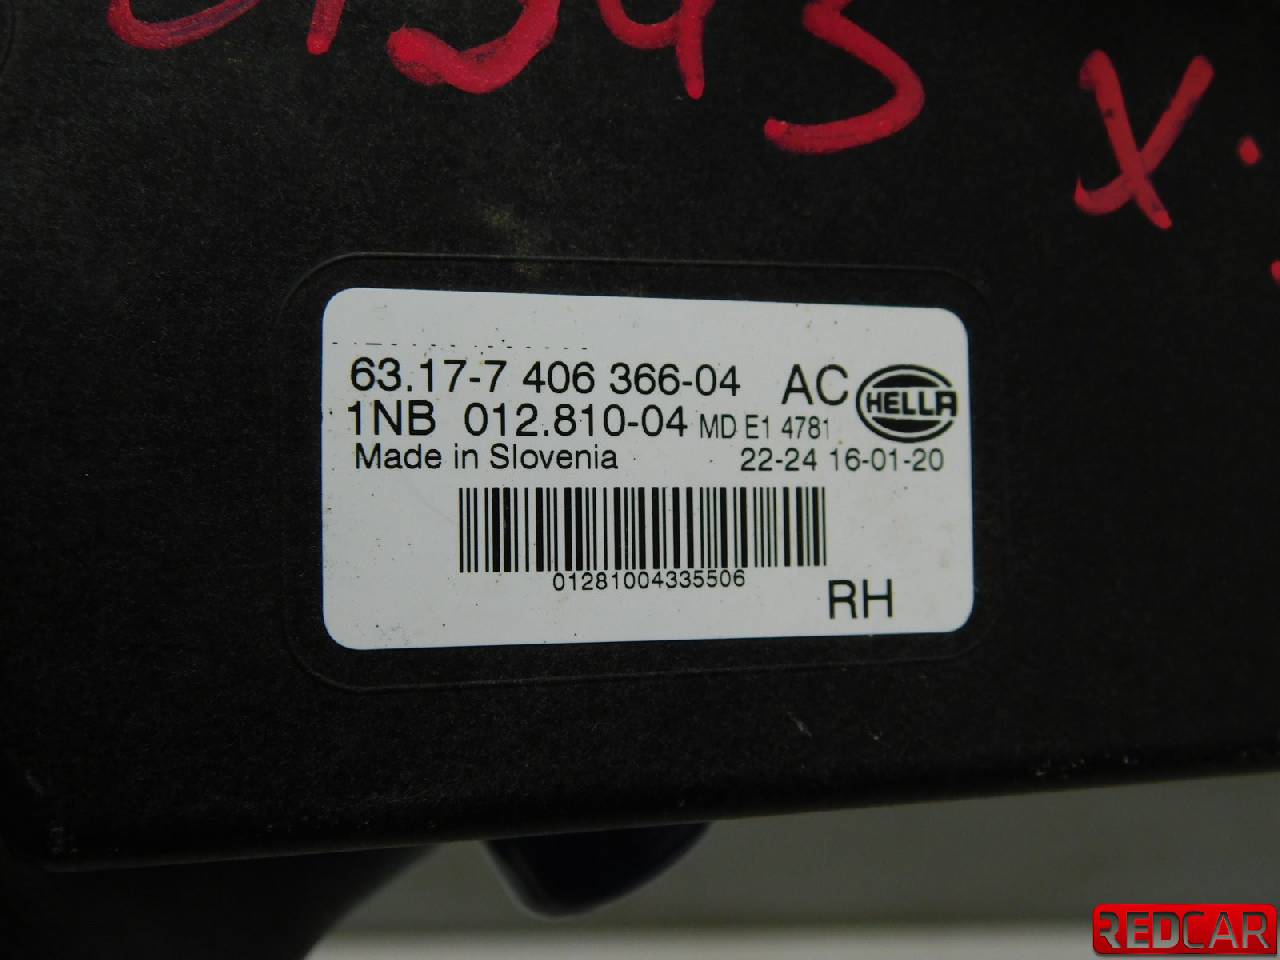 X.
63.17-7 406 366-04 AC HELLA
1NB 012.810-04 MD E1 4781
Made in Slovenia 22-24 16-01-20
01281004335506
RH
REDCAR